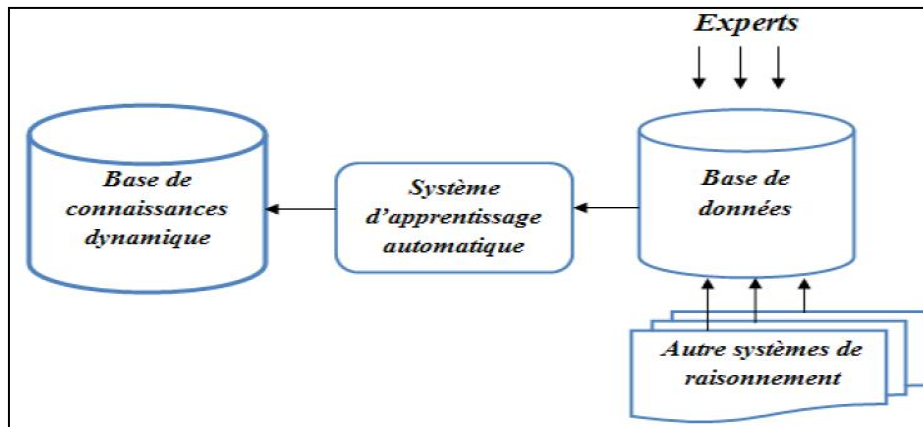 Experts
Base de
connaissances
dynamique
Système
d'apprentissage
automatique
Base de
données
Autre systèmes de
raisonnement